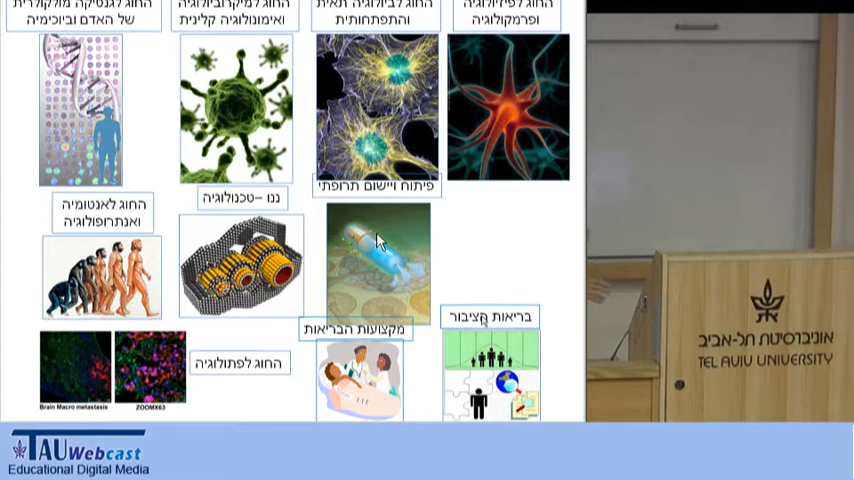 החוג לפיזיולוגיה
ופרמקולוגיה
החוג לביולוגיה תאית
והתפתחותית
החוג למיקרוביולוגיה
ואימונולוגיה קלינית
החוג לגנטיקה מולקולרית
של האדם וביוכימיה
פיתוח ויישום תרופתי
ננו –טכנולוגיה
החוג לאנטומיה
ואנתרופולוגיה
בריאות הציבור
מקצועות הבריאות
החוג לפתולוגיה
Brain Macro metastasis
ZOOMX63
אוניברסיטת תל-אביב
TEL AVIV UNIVERSITY
TAU Webcast
Educational Digital Media